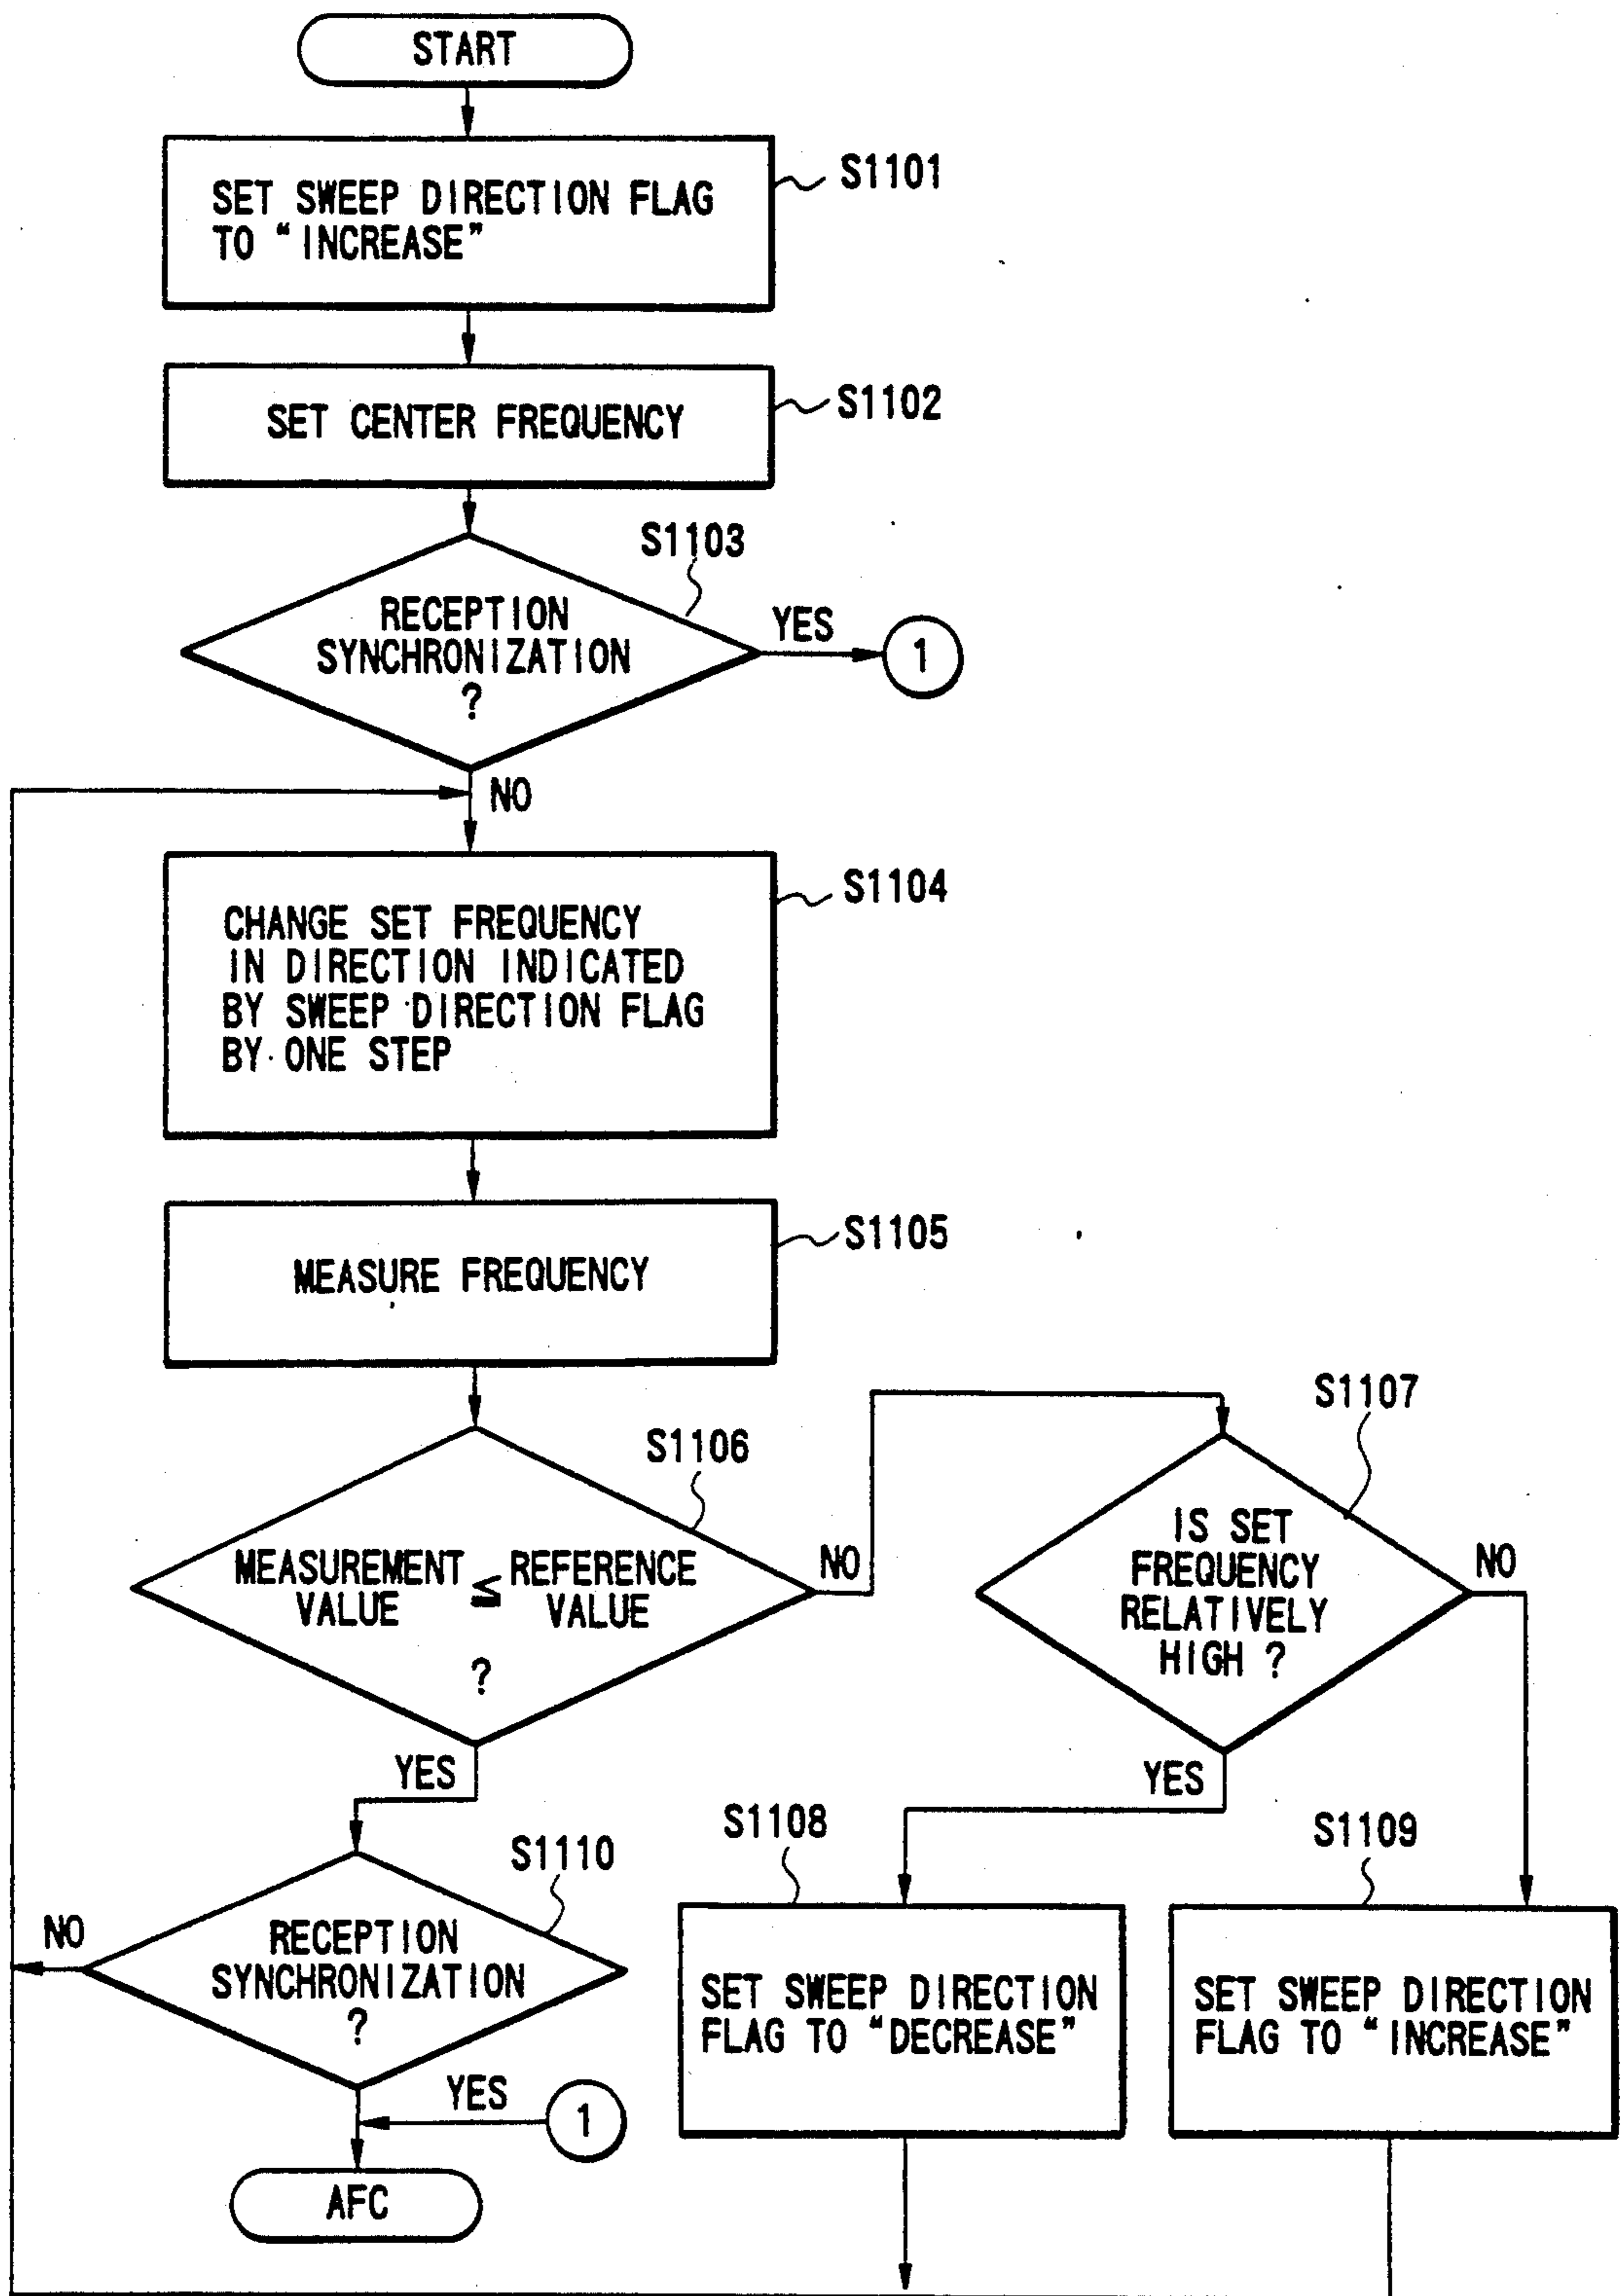 START
SET SWEEP DIRECTION FLAG
TO “INCREASE”
S1101
SET CENTER FREQUENCY
S1102
S1103
RECEPTION
SYNCHRONIZATION
?
YES
1
NO
CHANGE SET FREQUENCY
IN DIRECTION INDICATED
BY SWEEP DIRECTION FLAG
BY ONE STEP
S1104
MEASURE FREQUENCY
S1105
S1106
MEASUREMENT
VALUE
≦
REFERENCE
VALUE
?
NO
S1107
IS SET
FREQUENCY
RELATIVELY
HIGH ?
NO
YES
YES
S1108
SET SWEEP DIRECTION
FLAG TO “DECREASE”
S1109
SET SWEEP DIRECTION
FLAG TO “INCREASE”
S1110
RECEPTION
SYNCHRONIZATION
?
NO
YES
1
AFC